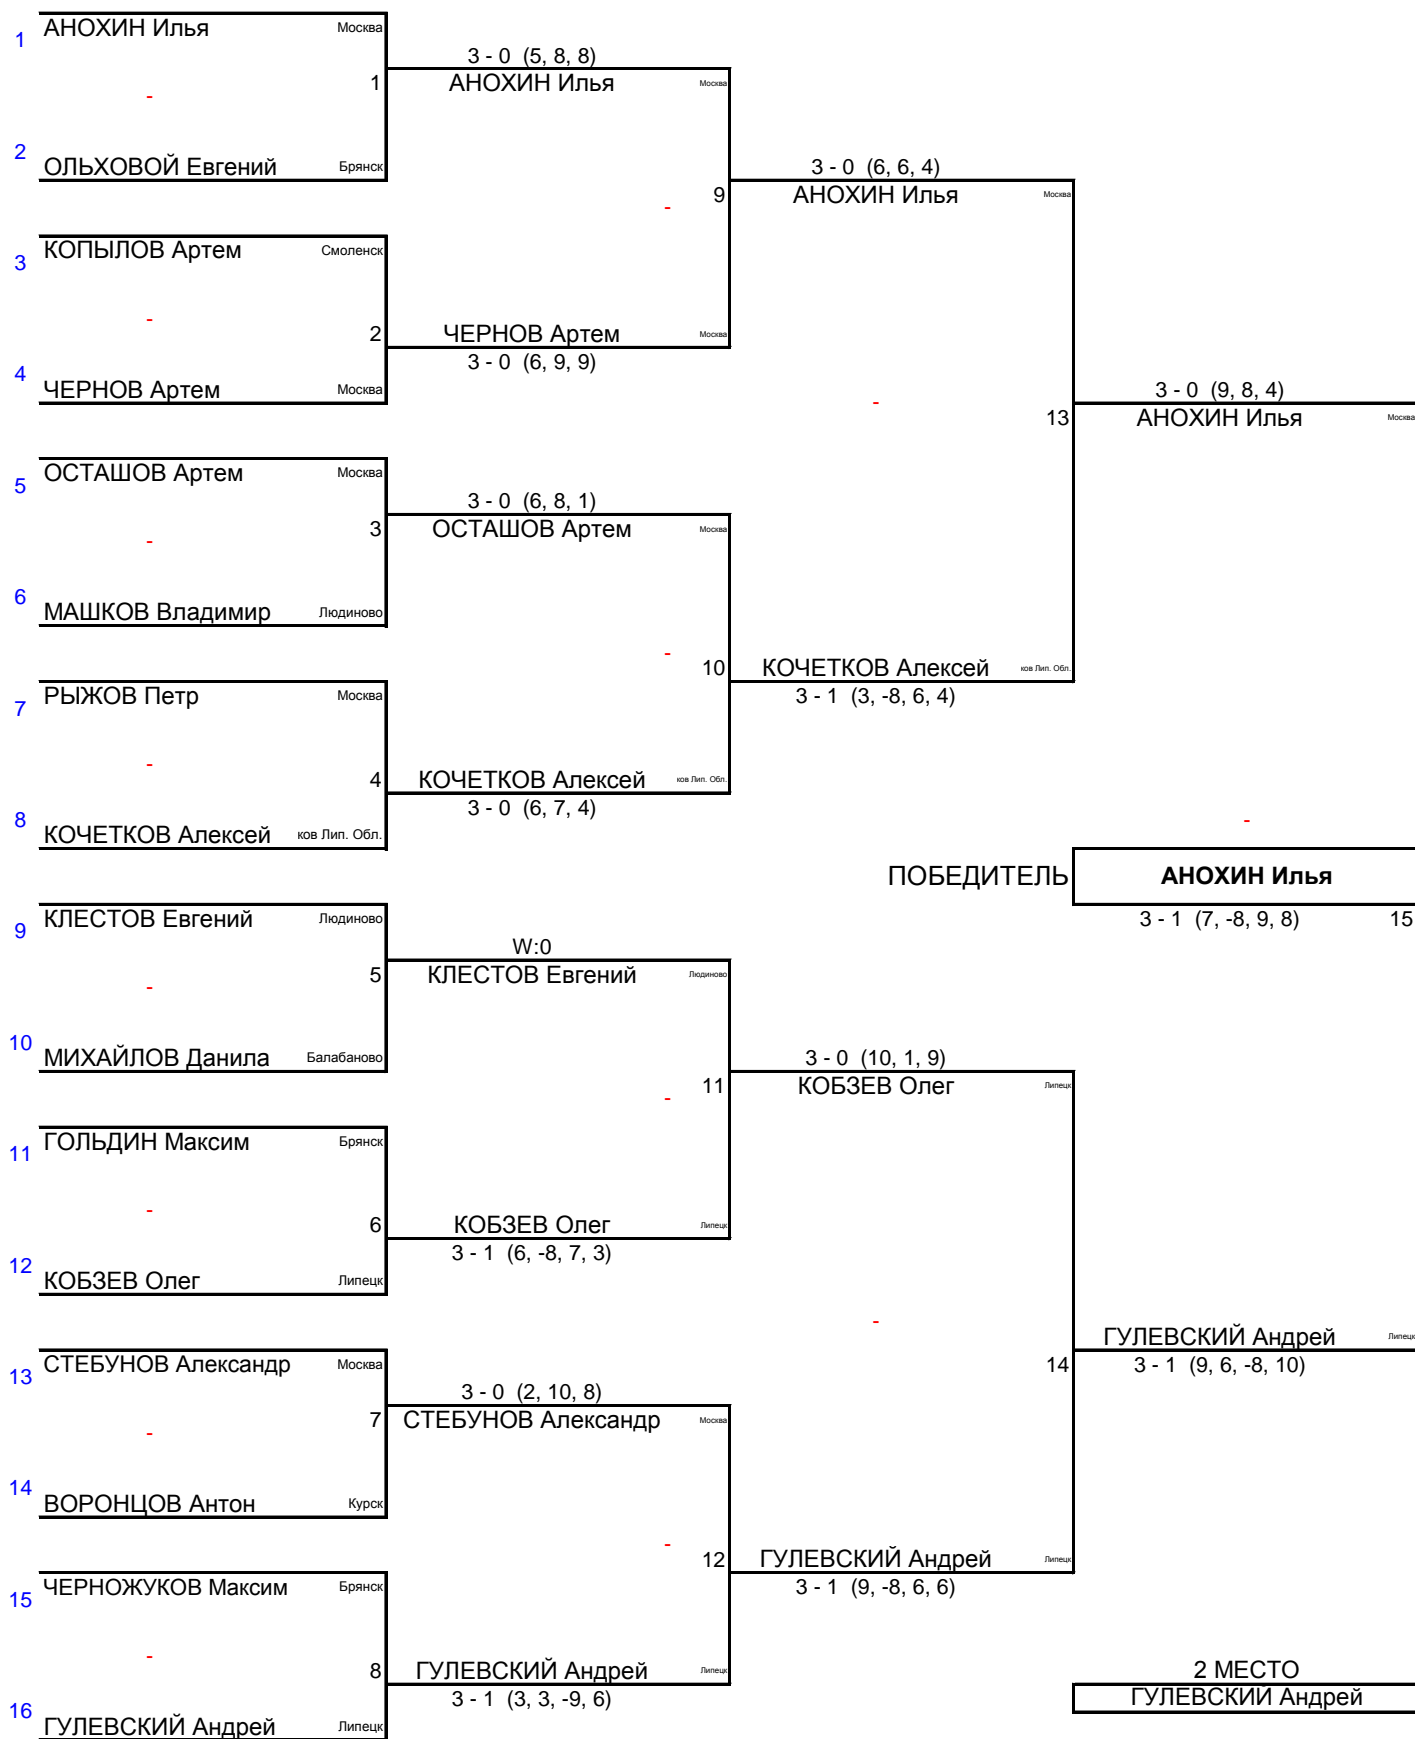 1 АНОХИН Илья Москва
3 - 0 (5, 8, 8)
- 1 АНОХИН Илья Москва
2 ОЛЬХОВОЙ Евгений Брянск
3 - 0 (6, 6, 4)
- 9 АНОХИН Илья Москва
3 КОПЫЛОВ Артем Смоленск
- 2 ЧЕРНОВ Артем Москва
3 - 0 (6, 9, 9)
4 ЧЕРНОВ Артем Москва
3 - 0 (9, 8, 4)
- 13 АНОХИН Илья Москва
5 ОСТАШОВ Артем Москва
3 - 0 (6, 8, 1)
- 3 ОСТАШОВ Артем Москва
6 МАШКОВ Владимир Людиново
- 10 КОЧЕТКОВ Алексей ков Лип. Обл.
3 - 1 (3, -8, 6, 4)
7 РЫЖОВ Петр Москва
- 4 КОЧЕТКОВ Алексей ков Лип. Обл.
3 - 0 (6, 7, 4)
8 КОЧЕТКОВ Алексей ков Лип. Обл.
-
ПОБЕДИТЕЛЬ АНОХИН Илья
3 - 1 (7, -8, 9, 8) 15
9 КЛЕСТОВ Евгений Людиново
W:0
- 5 КЛЕСТОВ Евгений Людиново
10 МИХАЙЛОВ Данила Балабаново
3 - 0 (10, 1, 9)
- 11 КОБЗЕВ Олег Липецк
11 ГОЛЬДИН Максим Брянск
- 6 КОБЗЕВ Олег Липецк
3 - 1 (6, -8, 7, 3)
12 КОБЗЕВ Олег Липецк
- 14 ГУЛЕВСКИЙ Андрей Липецк
3 - 1 (9, 6, -8, 10)
13 СТЕБУНОВ Александр Москва
3 - 0 (2, 10, 8)
- 7 СТЕБУНОВ Александр Москва
14 ВОРОНЦОВ Антон Курск
- 12 ГУЛЕВСКИЙ Андрей Липецк
3 - 1 (9, -8, 6, 6)
15 ЧЕРНОЖУКОВ Максим Брянск
- 8 ГУЛЕВСКИЙ Андрей Липецк
3 - 1 (3, 3, -9, 6)
16 ГУЛЕВСКИЙ Андрей Липецк
2 МЕСТО
ГУЛЕВСКИЙ Андрей